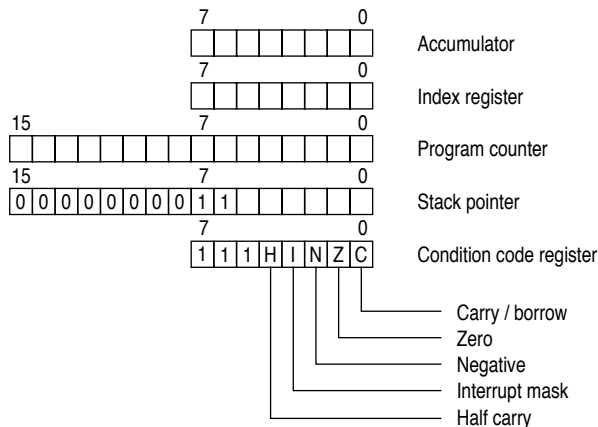 7 0
Accumulator
7 0
Index register
15 7 0
Program counter
15 7 0
0 0 0 0 0 0 0 0 1 1 Stack pointer
7 0
1 1 1 H I N Z C Condition code register
Carry / borrow
Zero
Negative
Interrupt mask
Half carry